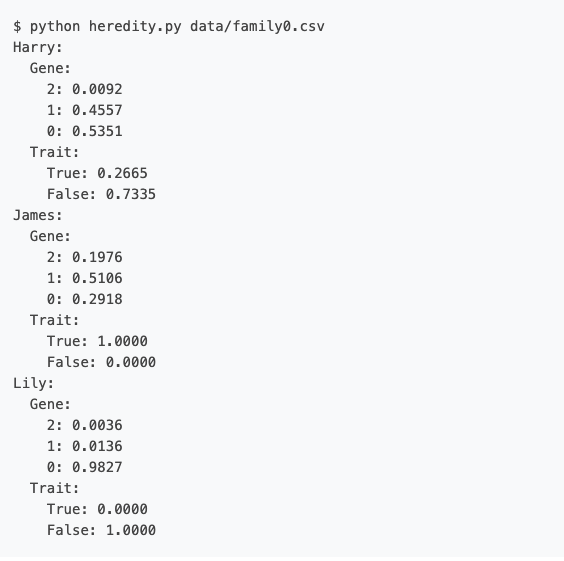 $ python heredity.py data/family0.csv
Harry:
  Gene:
    2: 0.0092
    1: 0.4557
    0: 0.5351
  Trait:
    True: 0.2665
    False: 0.7335
James:
  Gene:
    2: 0.1976
    1: 0.5106
    0: 0.2918
  Trait:
    True: 1.0000
    False: 0.0000
Lily:
  Gene:
    2: 0.0036
    1: 0.0136
    0: 0.9827
  Trait:
    True: 0.0000
    False: 1.0000